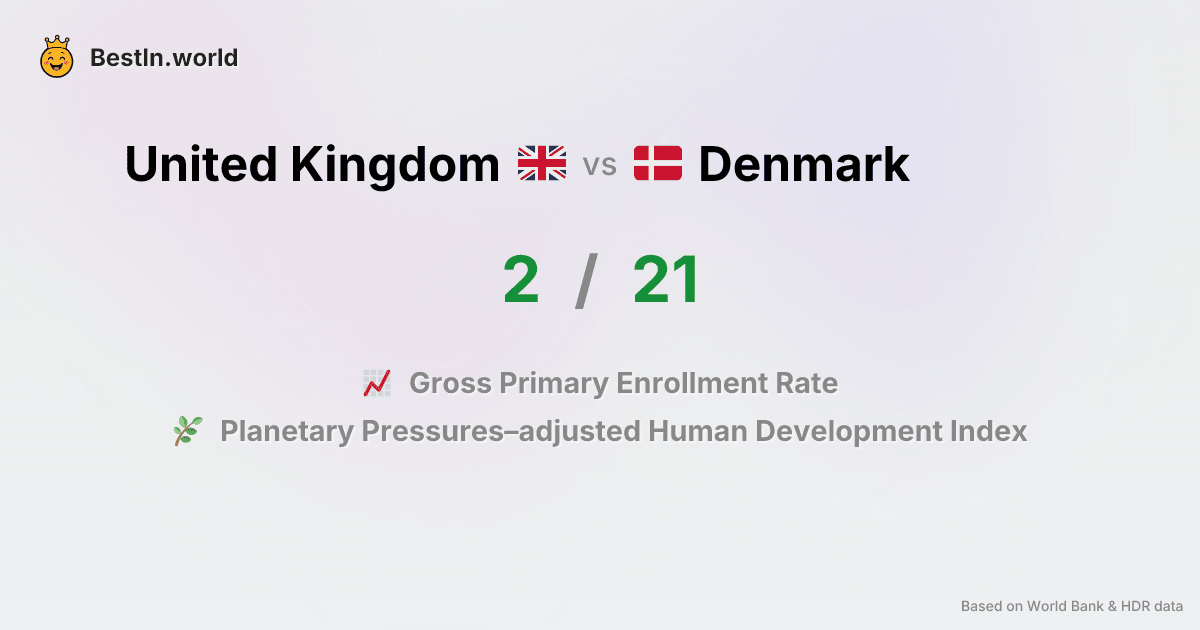 BestIn.world
United Kingdom vs Denmark
2 / 21
Gross Primary Enrollment Rate
Planetary Pressures–adjusted Human Development Index
Based on World Bank & HDR data